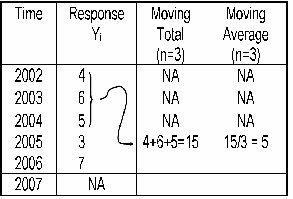 Time Response Moving Moving
Yi Total Average
(n=3) (n=3)
2002 4 NA NA
2003 6 NA NA
2004 5 NA NA
2005 3 4+6+5=15 15/3 = 5
2006 7
2007 NA